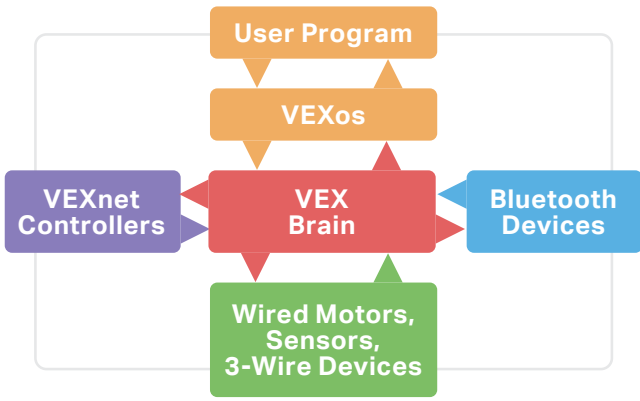 User Program
VEXos
VEXnet
Controllers
VEX
Brain
Bluetooth
Devices
Wired Motors,
Sensors,
3-Wire Devices